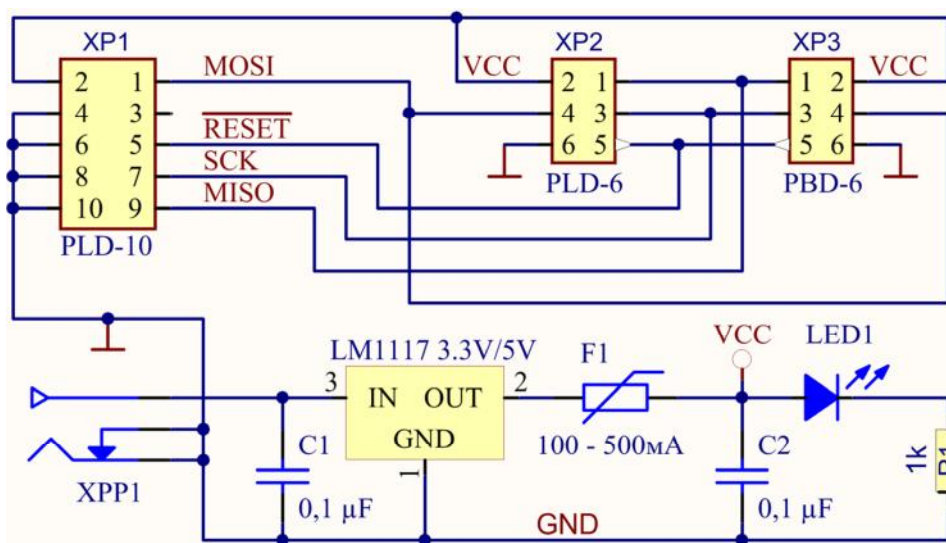 XP1
XP2
XP3
2 1
MOSI
VCC
2 1
1 2
VCC
4 3
4 3
3 4
6 5
RESET
6 5
5 6
8 7
SCK
PLD-6
PBD-6
10 9
MISO
PLD-10
VCC
LED1
LM1117 3.3V/5V
F1
3
IN OUT
2
GND
C1
100 - 500мА
C2
1k
1
XPP1
0,1 µF
0,1 µF
GND